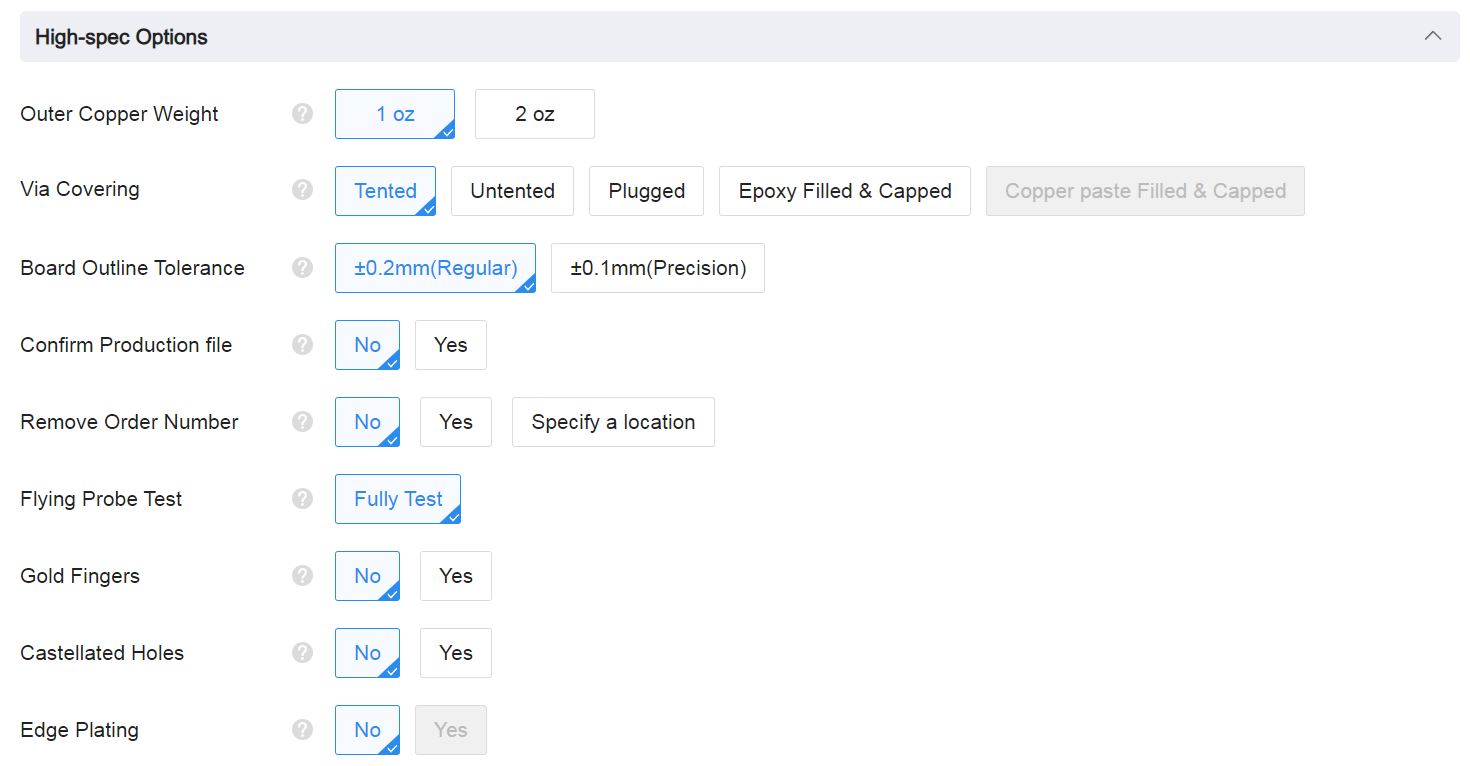 High-spec Options
Outer Copper Weight ? 1 oz 2 oz
Via Covering ? Tented Untented Plugged Epoxy Filled & Capped Copper paste Filled & Capped
Board Outline Tolerance ? ±0.2mm(Regular) ±0.1mm(Precision)
Confirm Production file ? No Yes
Remove Order Number ? No Yes Specify a location
Flying Probe Test ? Fully Test
Gold Fingers ? No Yes
Castellated Holes ? No Yes
Edge Plating ? No Yes